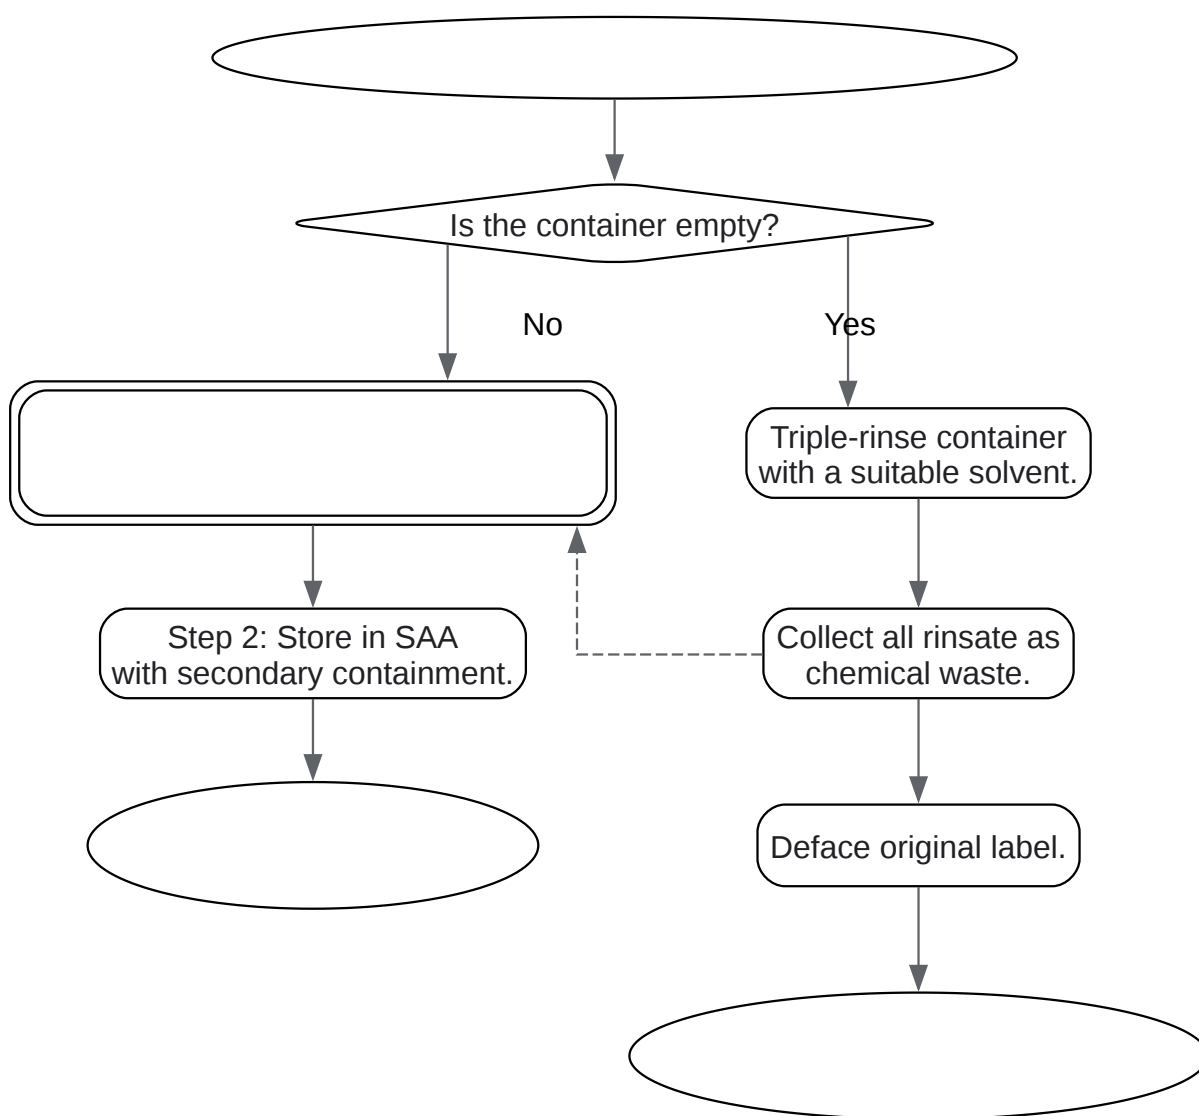 Is the container empty?
No
Yes
Triple-rinse container
with a suitable solvent.
Step 2: Store in SAA
with secondary containment.
Collect all rinsate as
chemical waste.
Deface original label.